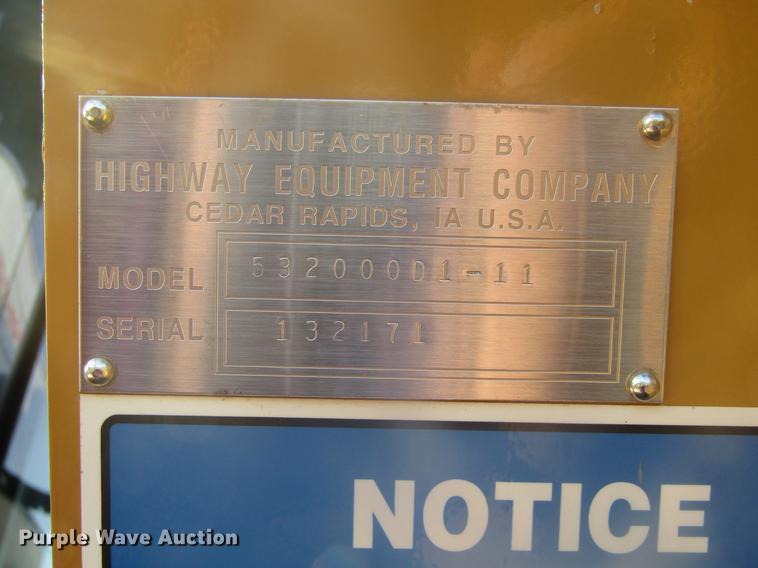 MANUFACTURED BY
HIGHWAY EQUIPMENT COMPANY
CEDAR RAPIDS, IA U.S.A.
MODEL 53200001-11
SERIAL 132171
NOTICE
Purple Wave Auction